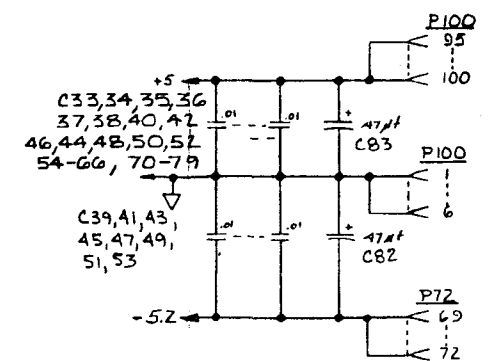 P100
95
100
+5
C33,34,35,36
37,38,40,42
46,44,48,50,52
54-66, 70-79
.01
.01
+
47µf
C83
P100
1
6
C39,41,43,
45,47,49,
51,53
.01
.01
+
47µf
C82
-5.2
P72
69
72